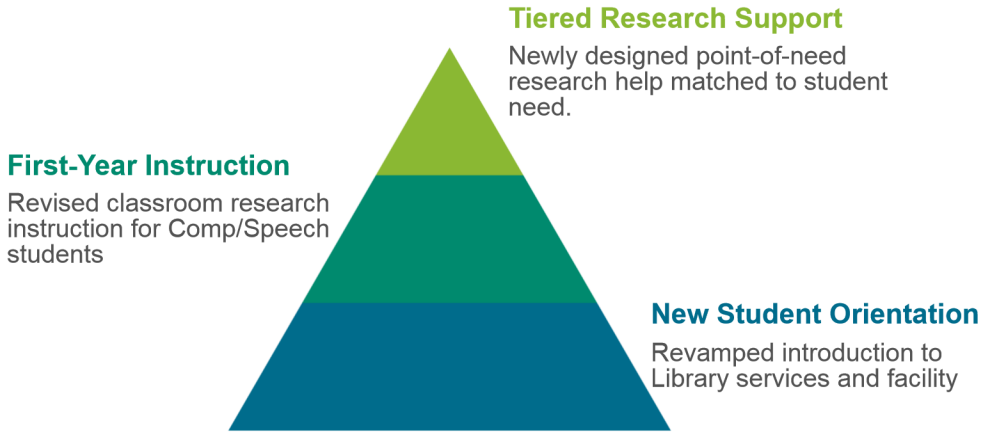 Tiered Research Support
Newly designed point-of-need
research help matched to student
need.
First-Year Instruction
Revised classroom research
instruction for Comp/Speech
students
New Student Orientation
Revamped introduction to
Library services and facility